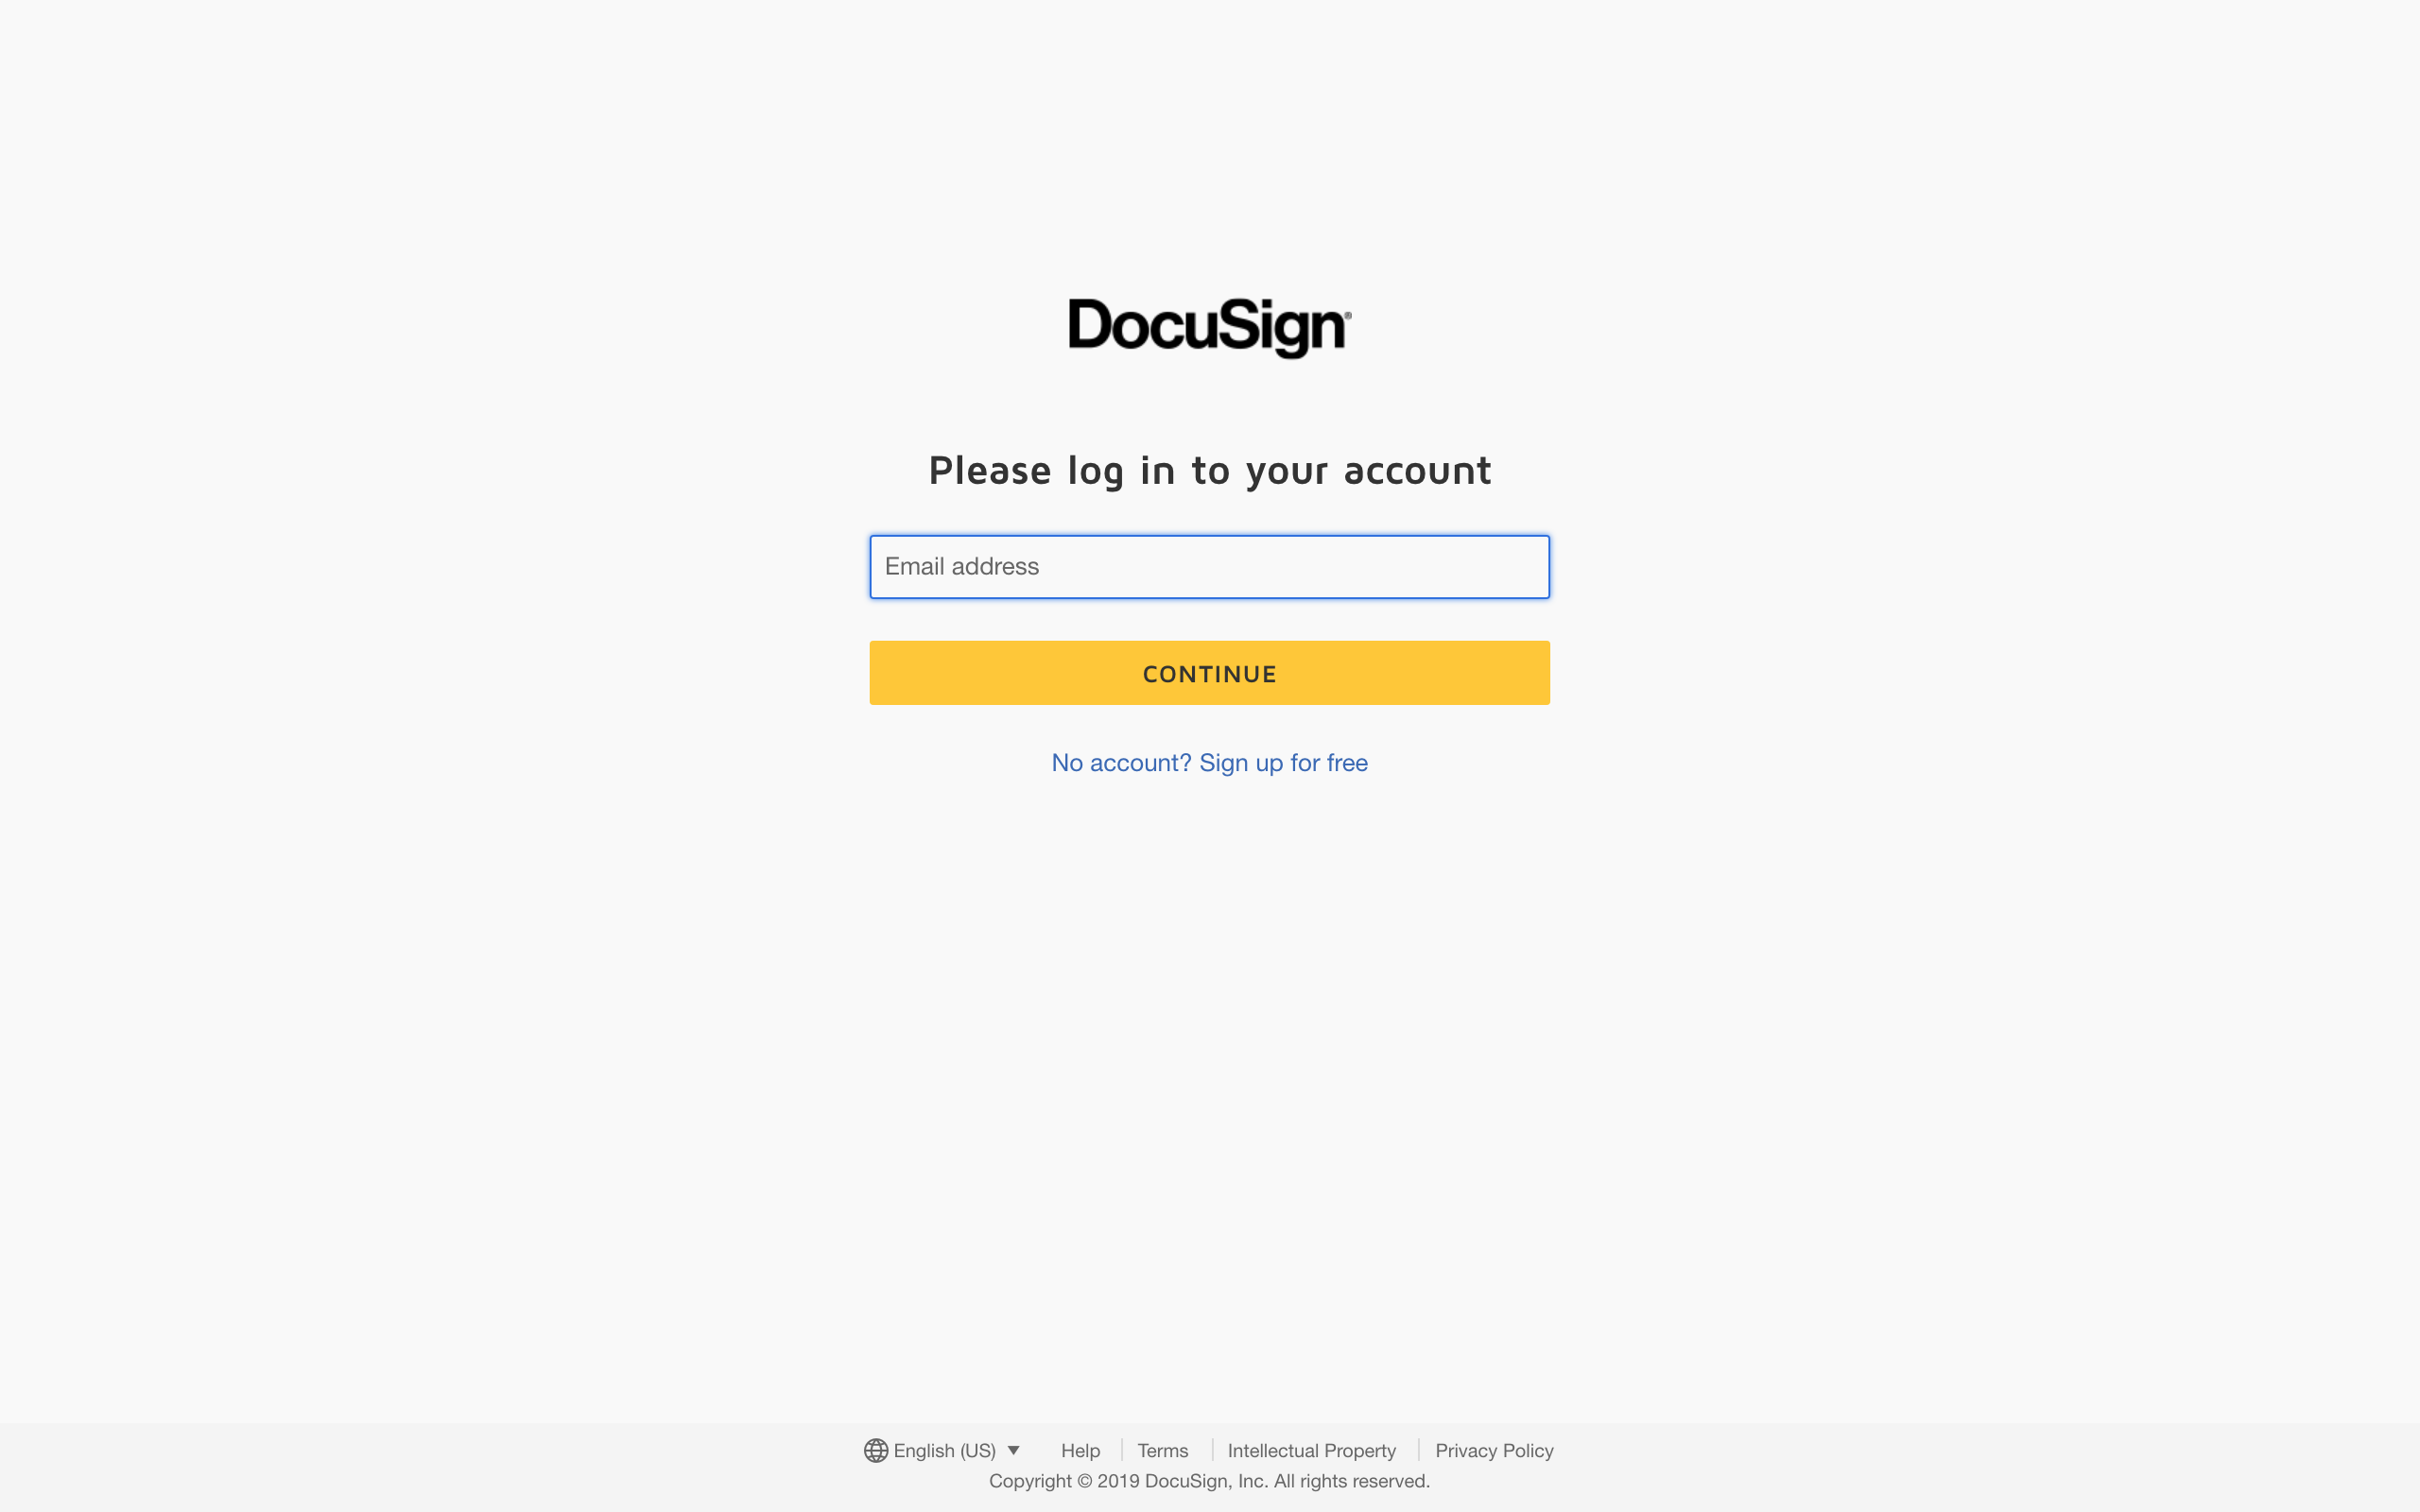 DocuSign®
Please log in to your account
Email address
CONTINUE
No account? Sign up for free
English (US) Help Terms Intellectual Property Privacy Policy
Copyright © 2019 DocuSign, Inc. All rights reserved.